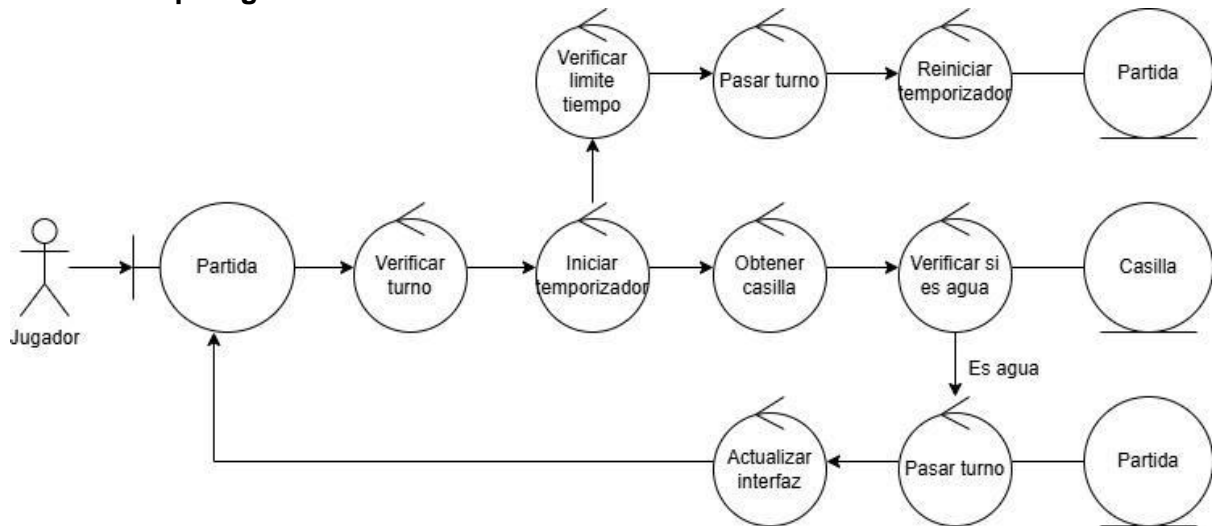 Verificar
limite
tiempo
Pasar turno
Reiniciar
temporizador
Partida
Jugador
Partida
Verificar
turno
Iniciar
temporizador
Obtener
casilla
Verificar si
es agua
Casilla
Es agua
Actualizar
interfaz
Pasar turno
Partida